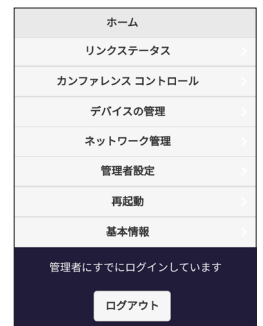 ホーム
リンクステータス
カンファレンス コントロール
デバイスの管理
ネットワーク管理
管理者設定
再起動
基本情報
管理者にすでにログインしています
ログアウト